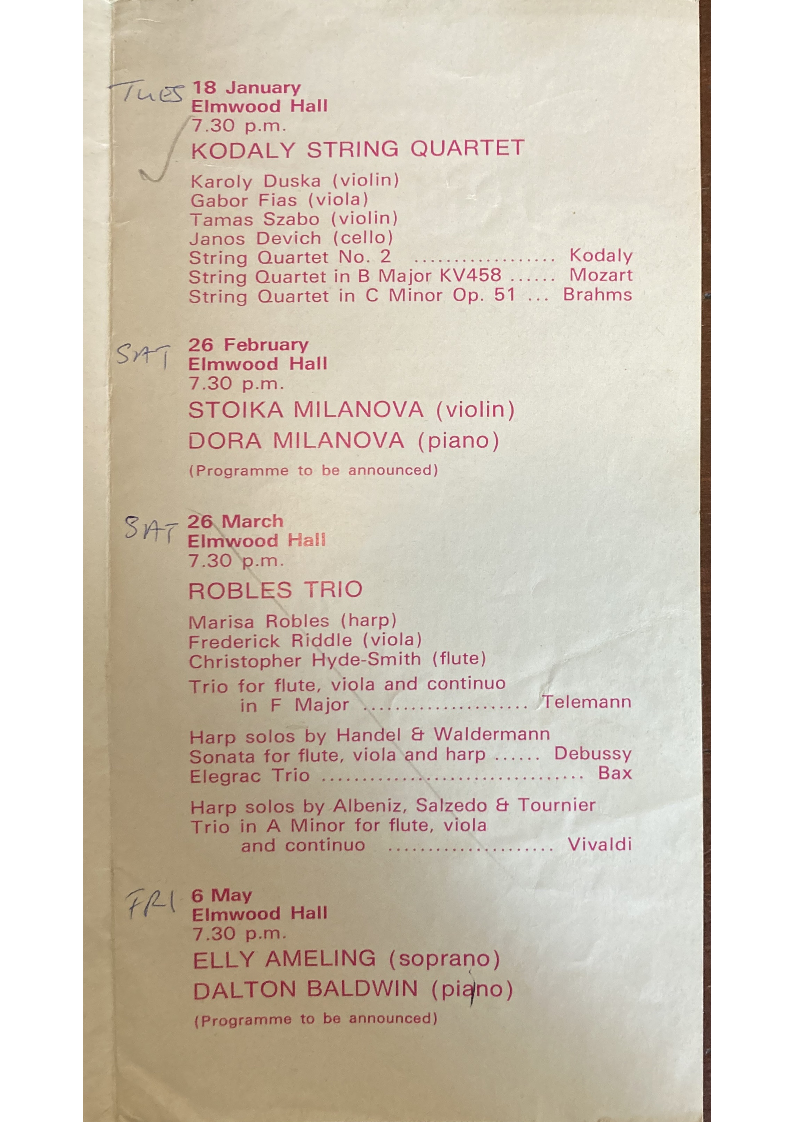 TUES 18 January
Elmwood Hall
7.30 p.m.
KODALY STRING QUARTET
Karoly Duska (violin)
Gabor Fias (viola)
Tamas Szabo (violin)
Janos Devich (cello)
String Quartet No. 2 .................. Kodaly
String Quartet in B Major KV458 ...... Mozart
String Quartet in C Minor Op. 51 ... Brahms
SAT 26 February
Elmwood Hall
7.30 p.m.
STOIKA MILANOVA (violin)
DORA MILANOVA (piano)
(Programme to be announced)
SAT 26 March
Elmwood Hall
7.30 p.m.
ROBLES TRIO
Marisa Robles (harp)
Frederick Riddle (viola)
Christopher Hyde-Smith (flute)
Trio for flute, viola and continuo
in F Major ..................... Telemann
Harp solos by Handel & Waldermann
Sonata for flute, viola and harp ...... Debussy
Elegrac Trio ................................. Bax
Harp solos by Albeniz, Salzedo & Tournier
Trio in A Minor for flute, viola
and continuo ..................... Vivaldi
FRI 6 May
Elmwood Hall
7.30 p.m.
ELLY AMELING (soprano)
DALTON BALDWIN (piano)
(Programme to be announced)